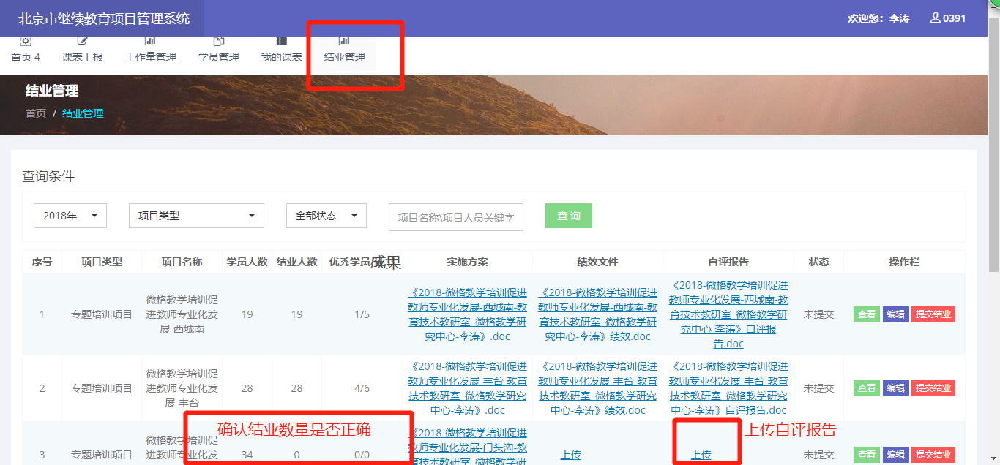 北京市继续教育项目管理系统
欢迎您：李涛 0391
首页 4 课表上报 工作量管理 学员管理 我的课表 结业管理
结业管理
首页 / 结业管理
查询条件
2018年 项目类型 全部状态 项目名称\项目人员关键字 查 询
序号 项目类型 项目名称 学员人数 结业人数 优秀学员/成果 实施方案 绩效文件 自评报告 状态 操作栏
1 专题培训项目 微格教学培训促
进教师专业化发
展-西城南
19 19 1/5
《2018-微格教学培训促进
教师专业化发展-西城南-教
育技术教研室_微格教学研
究中心-李涛》.doc
《2018-微格教学培训促进
教师专业化发展-西城南-教
育技术教研室_微格教学研
究中心-李涛》绩效.doc
《2018-微格教学培训促进
教师专业化发展-西城南-教
育技术教研室_微格教学研
究中心-李涛》自评报
告.doc
未提交 查看 编辑 提交结业
2 专题培训项目 微格教学培训促
进教师专业化发
展-丰台
28 28 4/6
《2018-微格教学培训促进
教师专业化发展-丰台-教育
技术教研室_微格教学研究
中心-李涛》.doc
《2018-微格教学培训促进
教师专业化发展-丰台-教育
技术教研室_微格教学研究
中心-李涛》绩效.doc
《2018-微格教学培训促进
教师专业化发展-丰台-教育
技术教研室_微格教学研究
中心-李涛》自评报告.doc
未提交 查看 编辑 提交结业
确认结业数量是否正确
上传自评报告
3 专题培训项目 微格教学培训促
进教师专业化发
34 0 0/0
《2018-微格教学培训促进
教师专业化发展-门头沟-教
育技术教研室_微格教学研
上传 上传 未提交 查看 编辑 提交结业